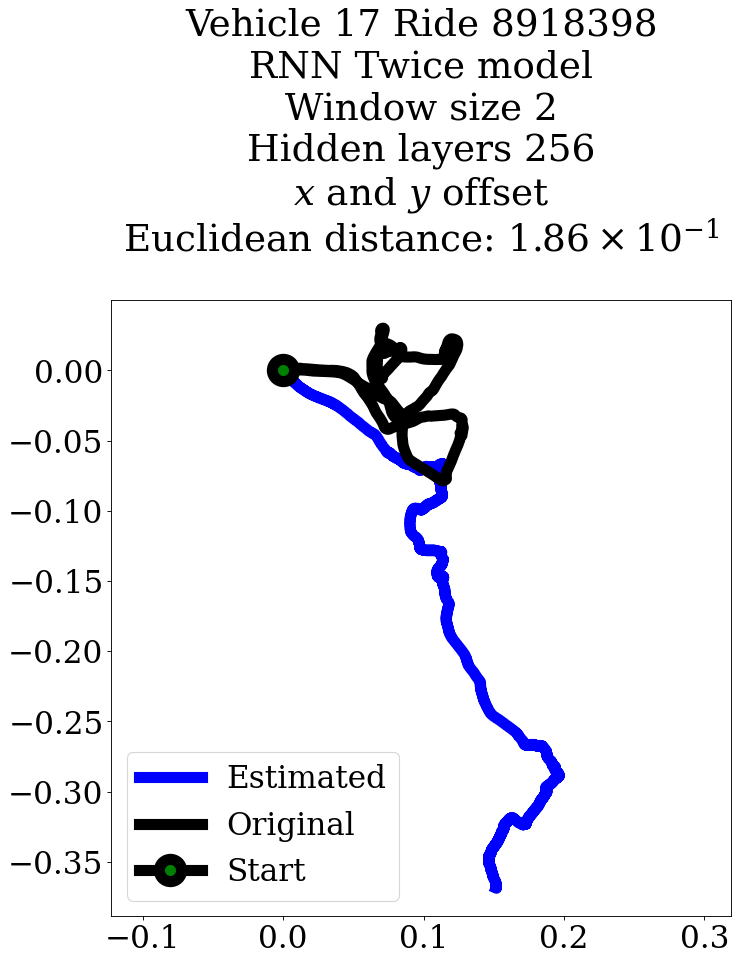 Vehicle 17 Ride 8918398
RNN Twice model
Window size 2
Hidden layers 256
x and y offset
Euclidean distance: 1.86 × 10⁻¹
0.00
−0.05
−0.10
−0.15
−0.20
−0.25
−0.30
−0.35
Estimated
Original
Start
−0.1 0.0 0.1 0.2 0.3